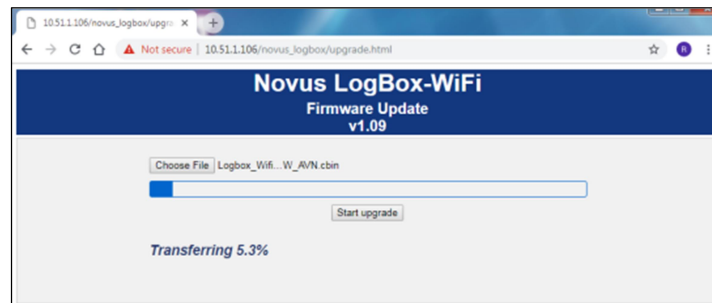 10.51.1.106/novus_logbox/upgra
Not secure | 10.51.1.106/novus_logbox/upgrade.html
R
Novus LogBox-WiFi
Firmware Update
v1.09
Choose File Logbox_Wifi...W_AVN.cbin
Start upgrade
Transferring 5.3%